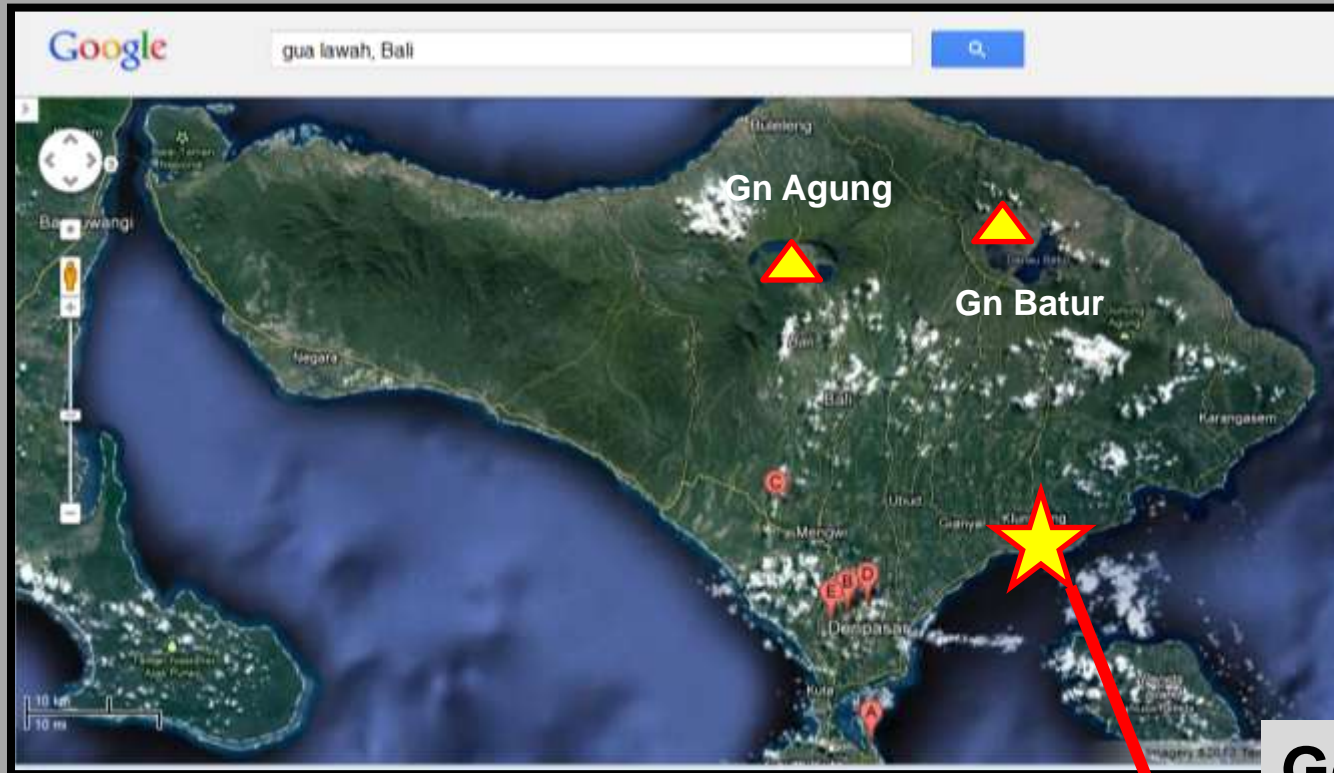 Google
gua lawah, Bali
Buleleng
Gn Agung
Gn Batur
Negara
Bali
Karangasem
C
Ubud
Mengwi
Gianyar
D
B
E
Denpasar
Kuta
A
10 km
10 mi